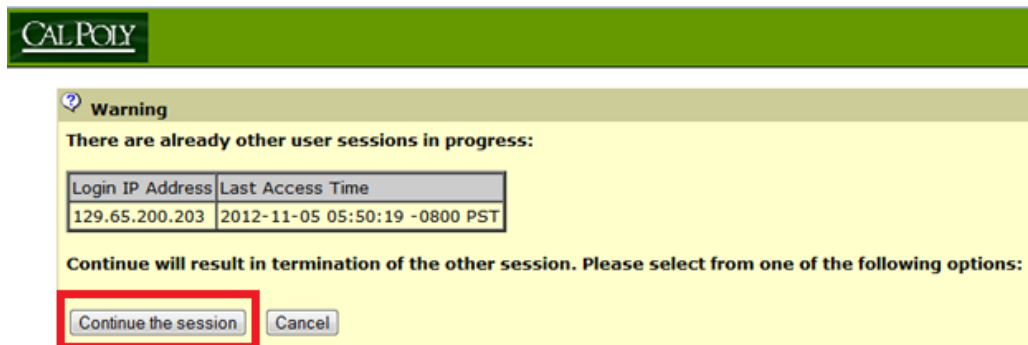 CAL POLY
Warning
There are already other user sessions in progress:
Login IP Address Last Access Time
129.65.200.203 2012-11-05 05:50:19 -0800 PST
Continue will result in termination of the other session. Please select from one of the following options:
Continue the session Cancel